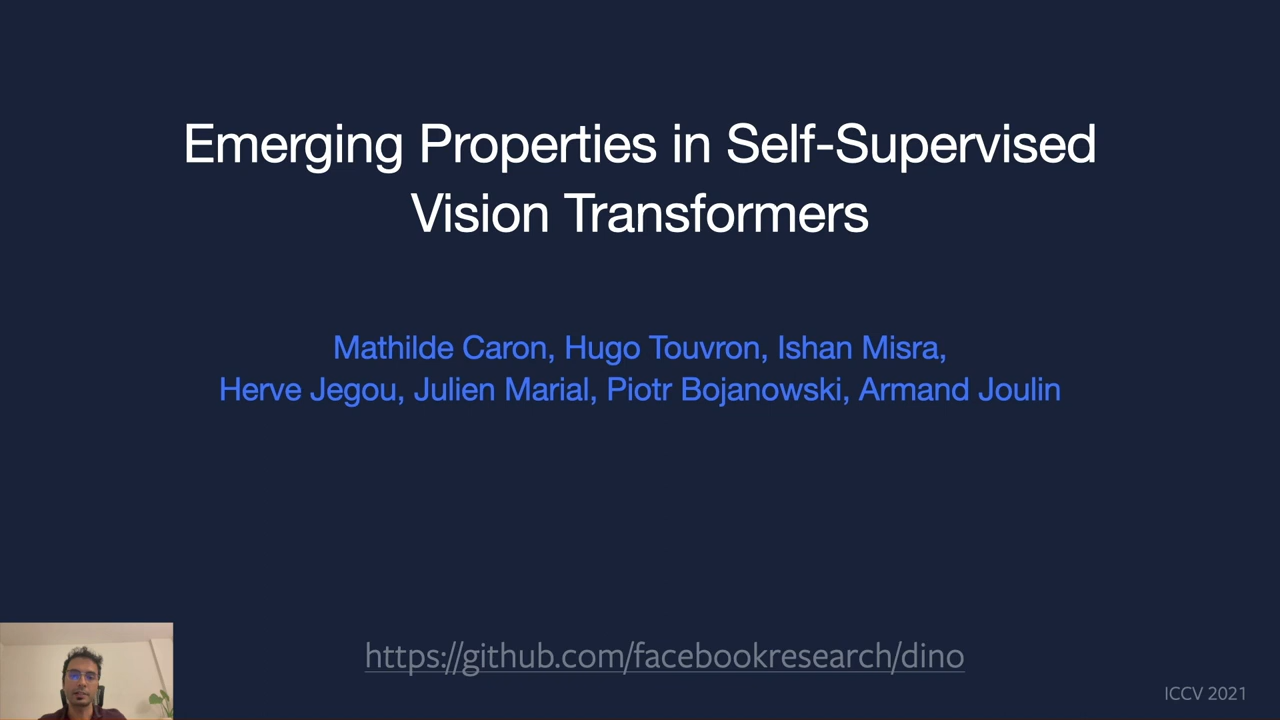 Emerging Properties in Self-Supervised
Vision Transformers
Mathilde Caron, Hugo Touvron, Ishan Misra,
Herve Jegou, Julien Marial, Piotr Bojanowski, Armand Joulin
https://github.com/facebookresearch/dino
ICCV 2021